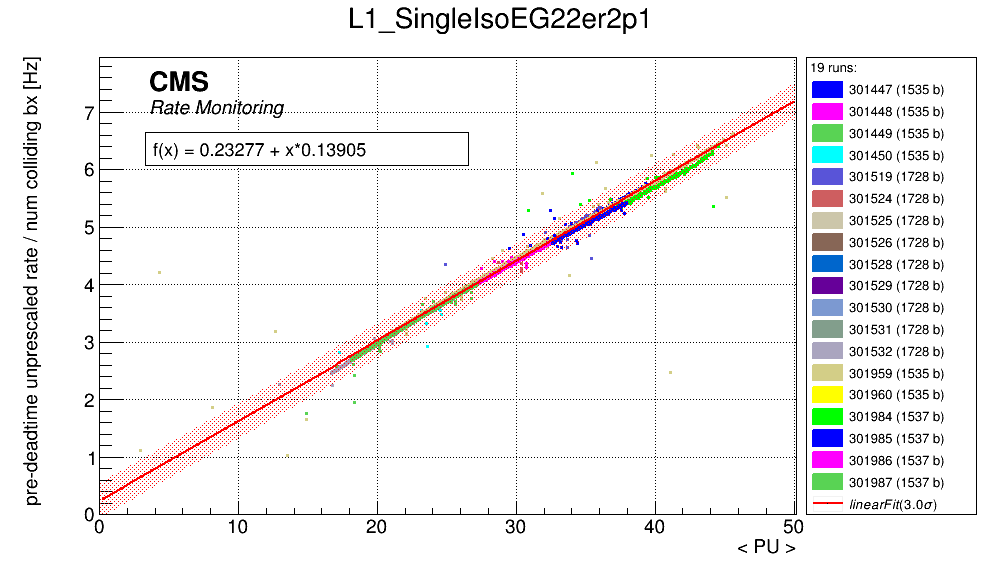 L1_SingleIsoEG22er2p1
pre-deadtime unprescaled rate / num colliding bx [Hz]
CMS
Rate Monitoring
f(x) = 0.23277 + x*0.13905
7
6
5
4
3
2
1
0
0 10 20 30 40 50
< PU >
19 runs:
301447 (1535 b)
301448 (1535 b)
301449 (1535 b)
301450 (1535 b)
301519 (1728 b)
301524 (1728 b)
301525 (1728 b)
301526 (1728 b)
301528 (1728 b)
301529 (1728 b)
301530 (1728 b)
301531 (1728 b)
301532 (1728 b)
301959 (1535 b)
301960 (1535 b)
301984 (1537 b)
301985 (1537 b)
301986 (1537 b)
301987 (1537 b)
linearFit(3.0σ)